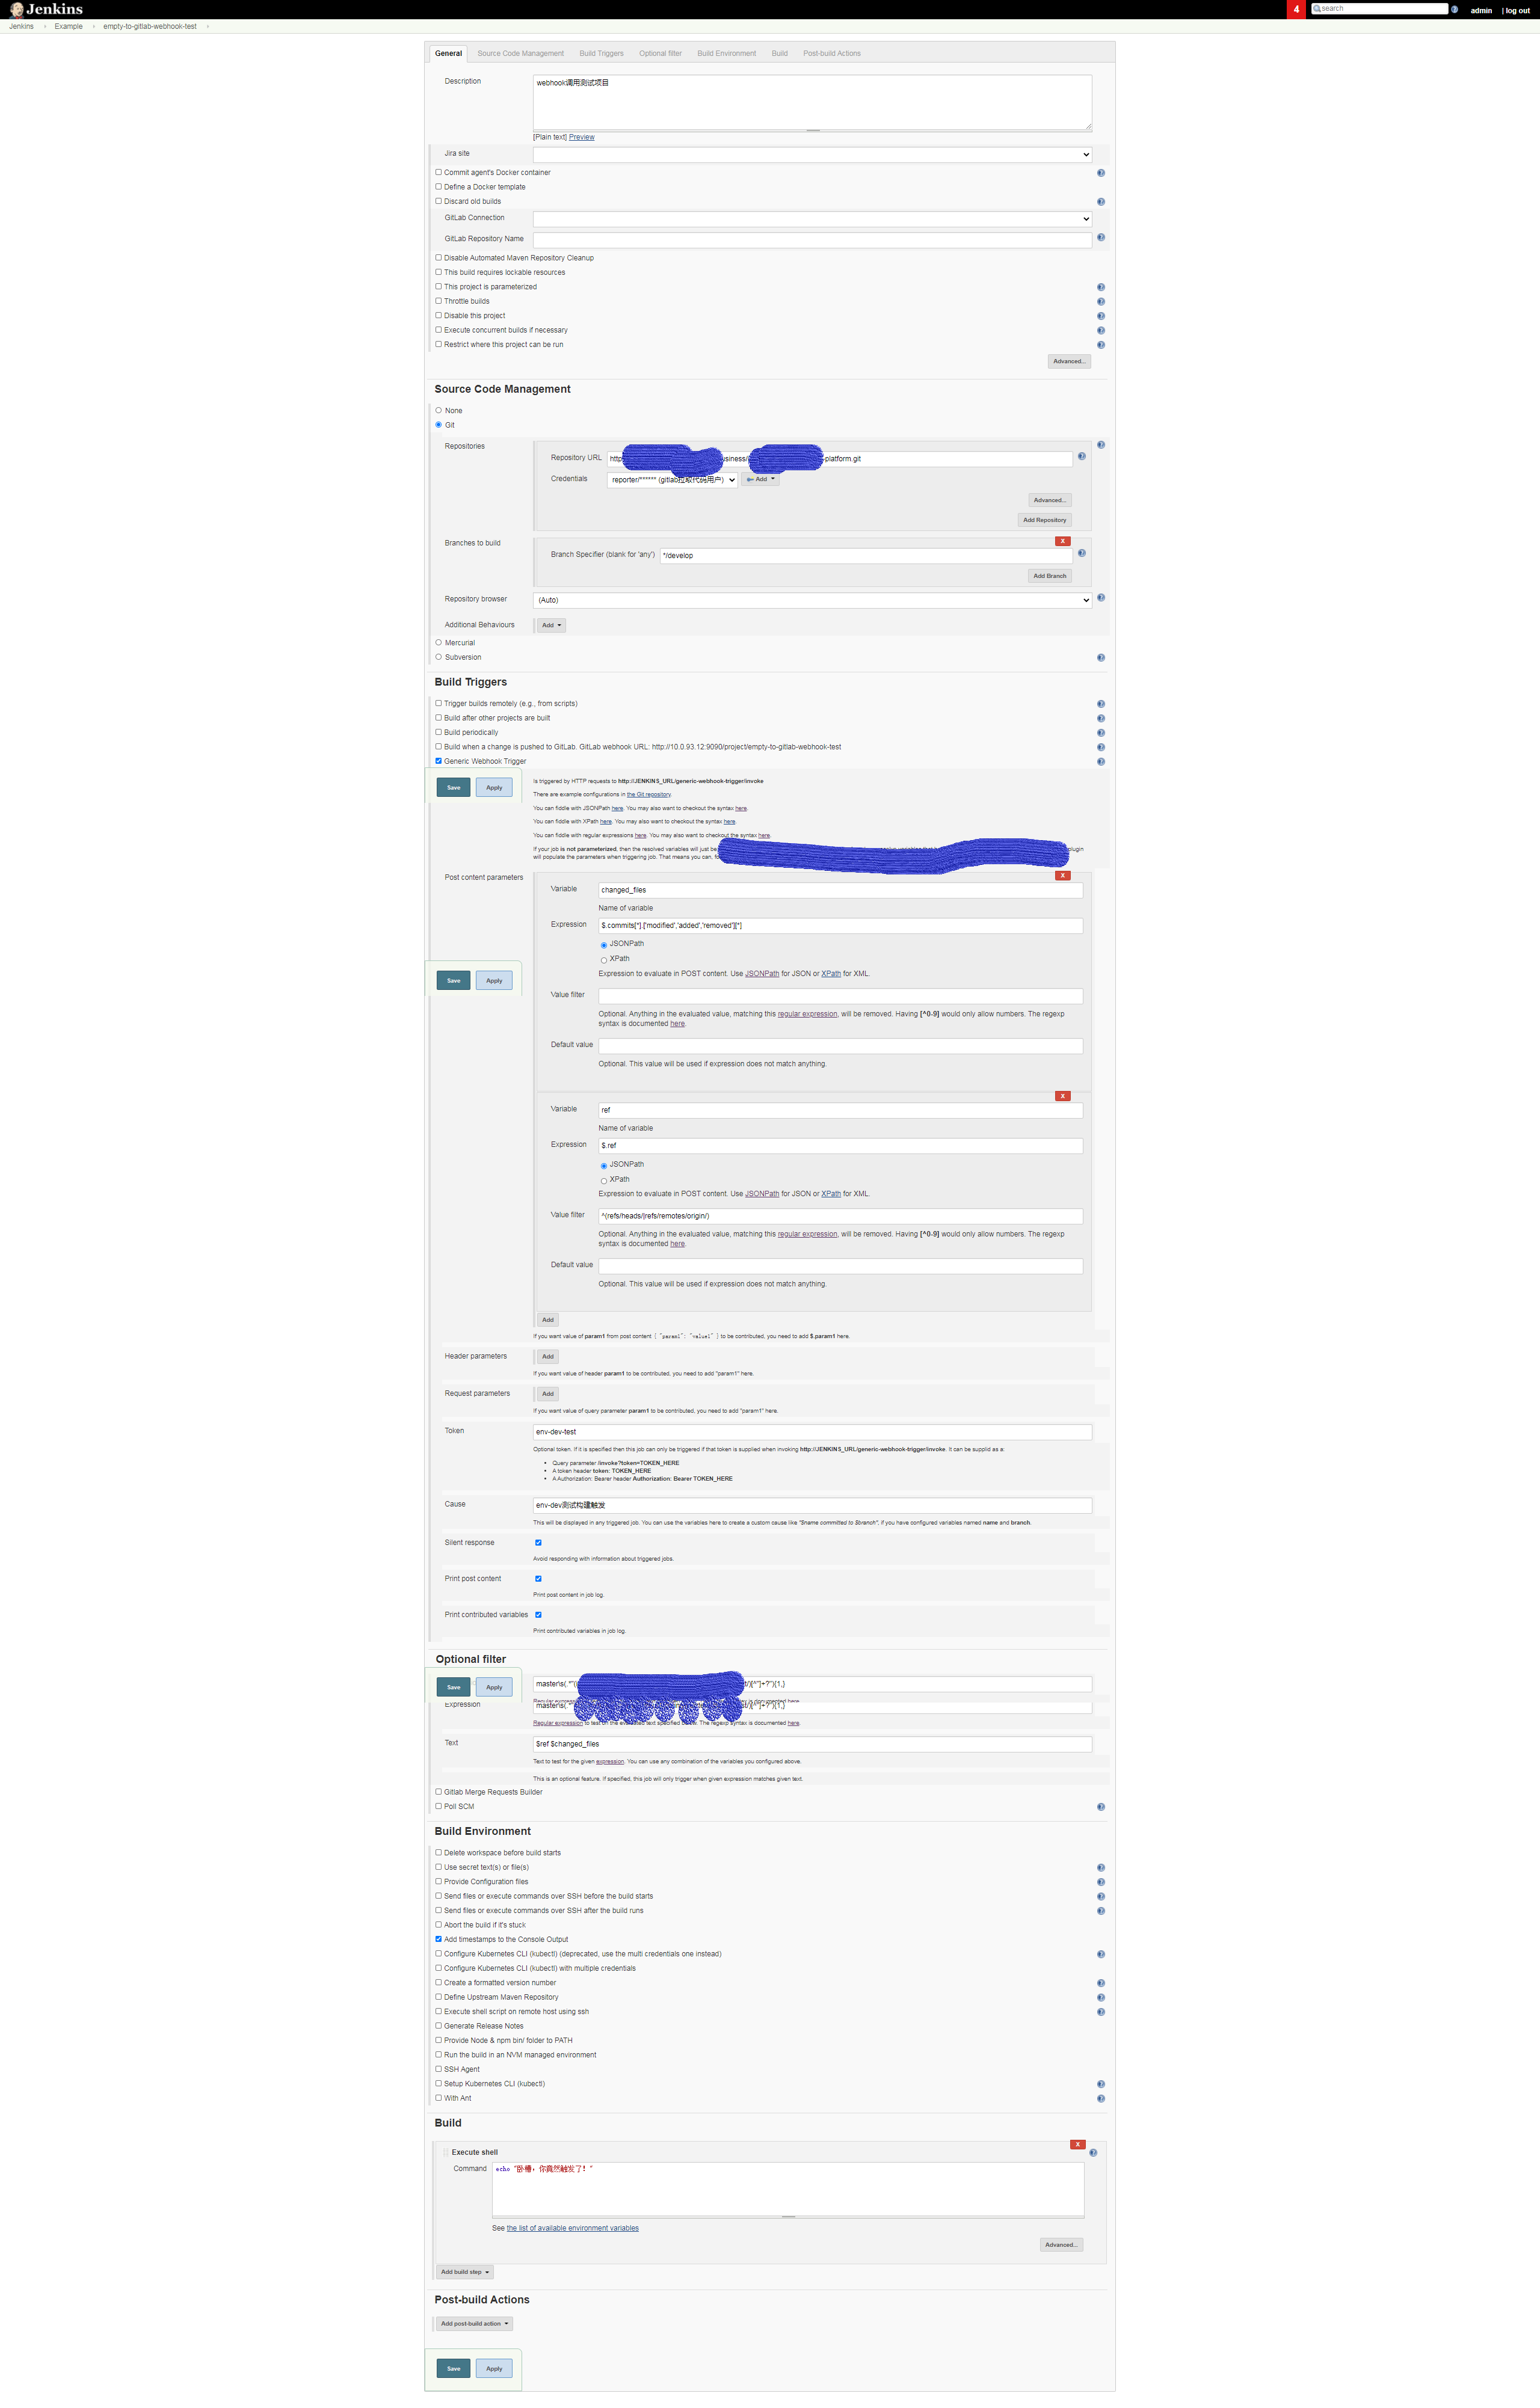 Jenkins
4
search
admin
| log out
Jenkins
Example
empty-to-gitlab-webhook-test
General
Source Code Management
Build Triggers
Optional filter
Build Environment
Build
Post-build Actions
Description
webhook调用测试项目
[Plain text] Preview
Jira site
Commit agent's Docker container
Define a Docker template
Discard old builds
GitLab Connection
GitLab Repository Name
Disable Automated Maven Repository Cleanup
This build requires lockable resources
This project is parameterized
Throttle builds
Disable this project
Execute concurrent builds if necessary
Restrict where this project can be run
Advanced...
Source Code Management
None
Git
Repositories
Repository URL
http
usiness/
-platform.git
Credentials
reporter/****** (gitlab拉取代码用户)
Add
Advanced...
Add Repository
Branches to build
X
Branch Specifier (blank for 'any')
*/develop
Add Branch
Repository browser
(Auto)
Additional Behaviours
Add
Mercurial
Subversion
Build Triggers
Trigger builds remotely (e.g., from scripts)
Build after other projects are built
Build periodically
Build when a change is pushed to GitLab. GitLab webhook URL: http://10.0.93.12:9090/project/empty-to-gitlab-webhook-test
Generic Webhook Trigger
Save
Apply
Is triggered by HTTP requests to http://JENKINS_URL/generic-webhook-trigger/invoke
There are example configurations in the Git repository.
You can fiddle with JSONPath here. You may also want to checkout the syntax here.
You can fiddle with XPath here. You may also want to checkout the syntax here.
You can fiddle with regular expressions here. You may also want to checkout the syntax here.
If your job is not parameterized, then the resolved variables will just be
plugin
will populate the parameters when triggering job. That means you can, fo
Post content parameters
X
Variable
changed_files
Name of variable
Expression
$.commits[*].['modified','added','removed'][*]
JSONPath
XPath
Save
Apply
Expression to evaluate in POST content. Use JSONPath for JSON or XPath for XML.
Value filter
Optional. Anything in the evaluated value, matching this regular expression, will be removed. Having [^0-9] would only allow numbers. The regexp
syntax is documented here.
Default value
Optional. This value will be used if expression does not match anything.
X
Variable
ref
Name of variable
Expression
$.ref
JSONPath
XPath
Expression to evaluate in POST content. Use JSONPath for JSON or XPath for XML.
Value filter
^(refs/heads/|refs/remotes/origin/)
Optional. Anything in the evaluated value, matching this regular expression, will be removed. Having [^0-9] would only allow numbers. The regexp
syntax is documented here.
Default value
Optional. This value will be used if expression does not match anything.
Add
If you want value of param1 from post content { "param1": "value1" } to be contributed, you need to add $.param1 here.
Header parameters
Add
If you want value of header param1 to be contributed, you need to add "param1" here.
Request parameters
Add
If you want value of query parameter param1 to be contributed, you need to add "param1" here.
Token
env-dev-test
Optional token. If it is specified then this job can only be triggered if that token is supplied when invoking http://JENKINS_URL/generic-webhook-trigger/invoke. It can be supplid as a:
Query parameter /invoke?token=TOKEN_HERE
A token header token: TOKEN_HERE
A Authorization: Bearer header Authorization: Bearer TOKEN_HERE
Cause
env-dev测试构建触发
This will be displayed in any triggered job. You can use the variables here to create a custom cause like "$name committed to $branch", if you have configured variables named name and branch.
Silent response
Avoid responding with information about triggered jobs.
Print post content
Print post content in job log.
Print contributed variables
Print contributed variables in job log.
Optional filter
Save
Apply
master\s(.*"(
st/)[^"]+?"){1,}
Expression
master\s(.*"(
st/)[^"]+?"){1,}
Regular expression to test on the evaluated text specified below. The regexp syntax is documented here.
Text
$ref $changed_files
Text to test for the given expression. You can use any combination of the variables you configured above.
This is an optional feature. If specified, this job will only trigger when given expression matches given text.
Gitlab Merge Requests Builder
Poll SCM
Build Environment
Delete workspace before build starts
Use secret text(s) or file(s)
Provide Configuration files
Send files or execute commands over SSH before the build starts
Send files or execute commands over SSH after the build runs
Abort the build if it's stuck
Add timestamps to the Console Output
Configure Kubernetes CLI (kubectl) (deprecated, use the multi credentials one instead)
Configure Kubernetes CLI (kubectl) with multiple credentials
Create a formatted version number
Define Upstream Maven Repository
Execute shell script on remote host using ssh
Generate Release Notes
Provide Node & npm bin/ folder to PATH
Run the build in an NVM managed environment
SSH Agent
Setup Kubernetes CLI (kubectl)
With Ant
Build
X
Execute shell
Command
echo "卧槽，你竟然触发了！"
See the list of available environment variables
Advanced...
Add build step
Post-build Actions
Add post-build action
Save
Apply